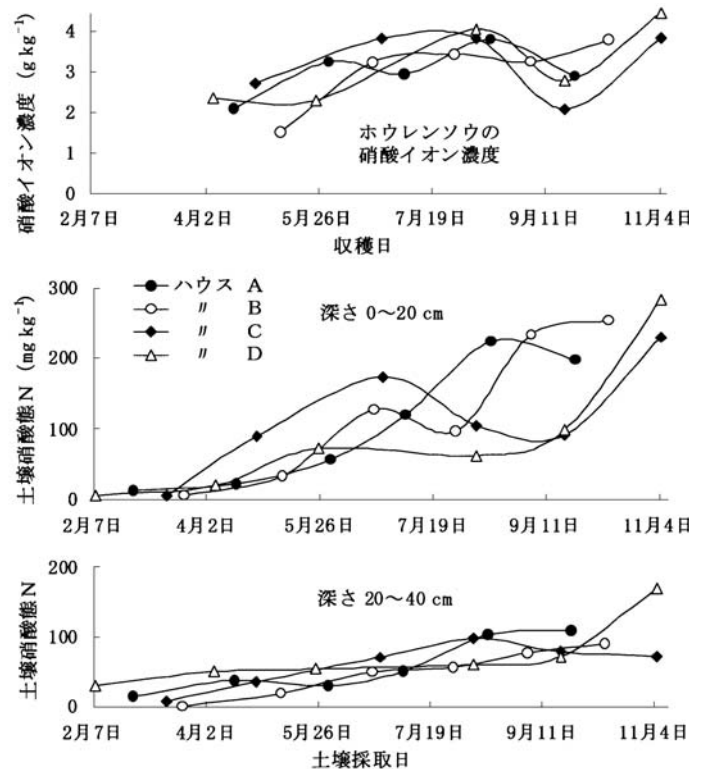 硝酸イオン濃度 (g kg⁻¹)
4
3
2
1
0
ホウレンソウの
硝酸イオン濃度
2月7日 4月2日 5月26日 7月19日 9月11日 11月4日
収穫日
土壌硝酸態N (mg kg⁻¹)
300
200
100
0
ハウス A
〃 B
〃 C
〃 D
深さ 0～20 cm
2月7日 4月2日 5月26日 7月19日 9月11日 11月4日
土壌硝酸態N
200
100
0
深さ 20～40 cm
2月7日 4月2日 5月26日 7月19日 9月11日 11月4日
土壌採取日